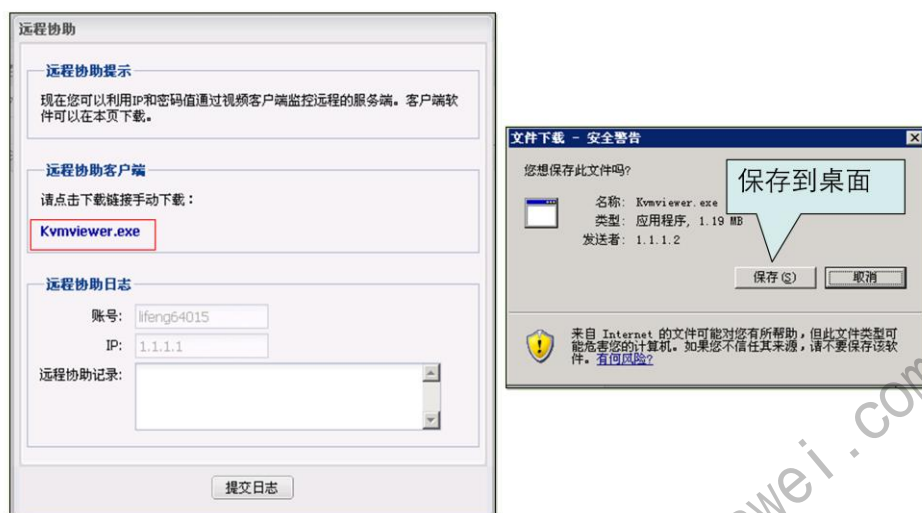 远程协助
远程协助提示
现在您可以利用IP和密码值通过视频客户端监控远程的服务端。客户端软
件可以在本页下载。
远程协助客户端
请点击下载链接手动下载：
Kvmviewer.exe
远程协助日志
账号: lifeng64015
IP: 1.1.1.1
远程协助记录:
提交日志
文件下载 - 安全警告
您想保存此文件吗?
名称: Kvmviewer.exe
类型: 应用程序, 1.19 MB
发送者: 1.1.1.2
保存到桌面
保存(S)
取消
来自 Internet 的文件可能对您有所帮助，但此文件类型可
能危害您的计算机。如果您不信任其来源，请不要保存该软
件。有何风险?